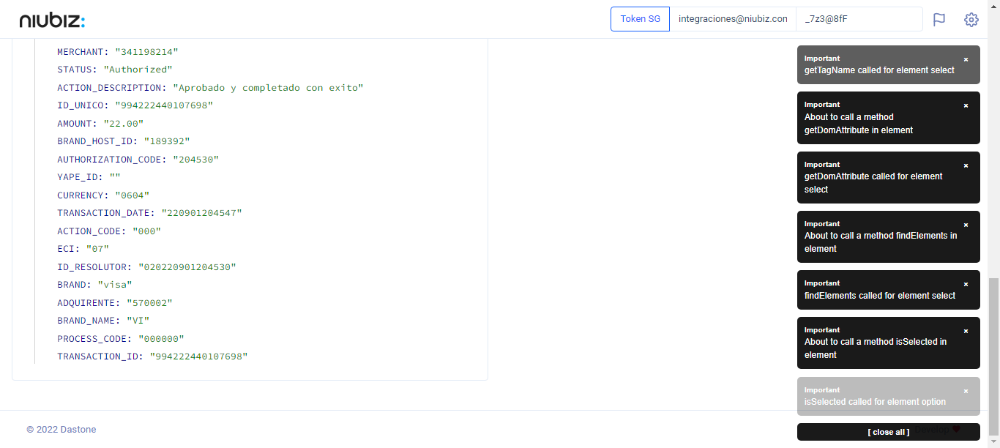 niubiz:
Token SG integraciones@niubiz.con _7z3@8fF
MERCHANT: "341198214"
STATUS: "Authorized"
ACTION_DESCRIPTION: "Aprobado y completado con exito"
ID_UNICO: "994222440107698"
AMOUNT: "22.00"
BRAND_HOST_ID: "189392"
AUTHORIZATION_CODE: "204530"
YAPE_ID: ""
CURRENCY: "0604"
TRANSACTION_DATE: "220901204547"
ACTION_CODE: "000"
ECI: "07"
ID_RESOLUTOR: "020220901204530"
BRAND: "visa"
ADQUIRENTE: "570002"
BRAND_NAME: "VI"
PROCESS_CODE: "000000"
TRANSACTION_ID: "994222440107698"
Important ×
getTagName called for element select
Important ×
About to call a method
getDomAttribute in element
Important ×
getDomAttribute called for element
select
Important ×
About to call a method findElements in
element
Important ×
findElements called for element select
Important ×
About to call a method isSelected in
element
Important ×
isSelected called for element option
[ close all ]
© 2022 Dastone